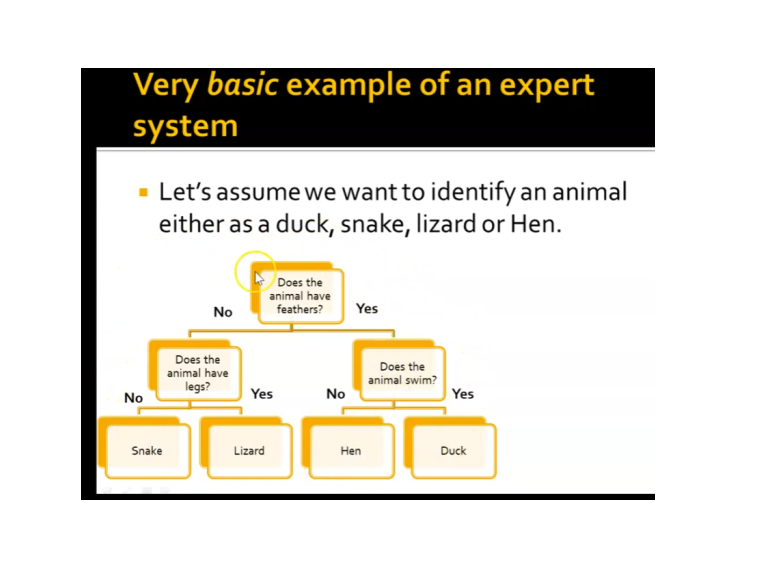 Very basic example of an expert
system
Let's assume we want to identify an animal
either as a duck, snake, lizard or Hen.
Does the
animal have
feathers?
No
Yes
Does the
animal have
legs?
Does the
animal swim?
No
Yes
No
Yes
Snake
Lizard
Hen
Duck